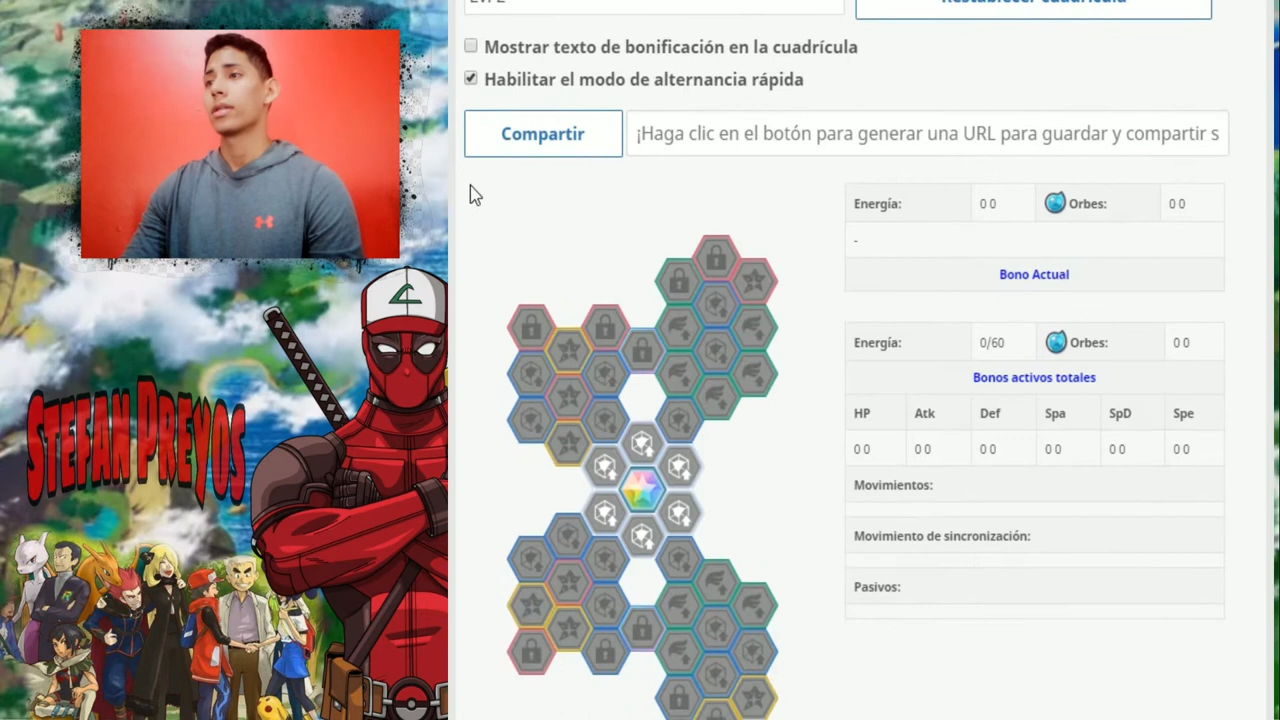 Mostrar texto de bonificación en la cuadrícula
Habilitar el modo de alternancia rápida
Compartir
¡Haga clic en el botón para generar una URL para guardar y compartir s
Energía: 0 0 Orbes: 0 0
-
Bono Actual
Energía: 0/60 Orbes: 0 0
Bonos activos totales
HP Atk Def Spa SpD Spe
0 0 0 0 0 0 0 0 0 0 0 0
Movimientos:
Movimiento de sincronización:
Pasivos:
STEFAN PREYOS